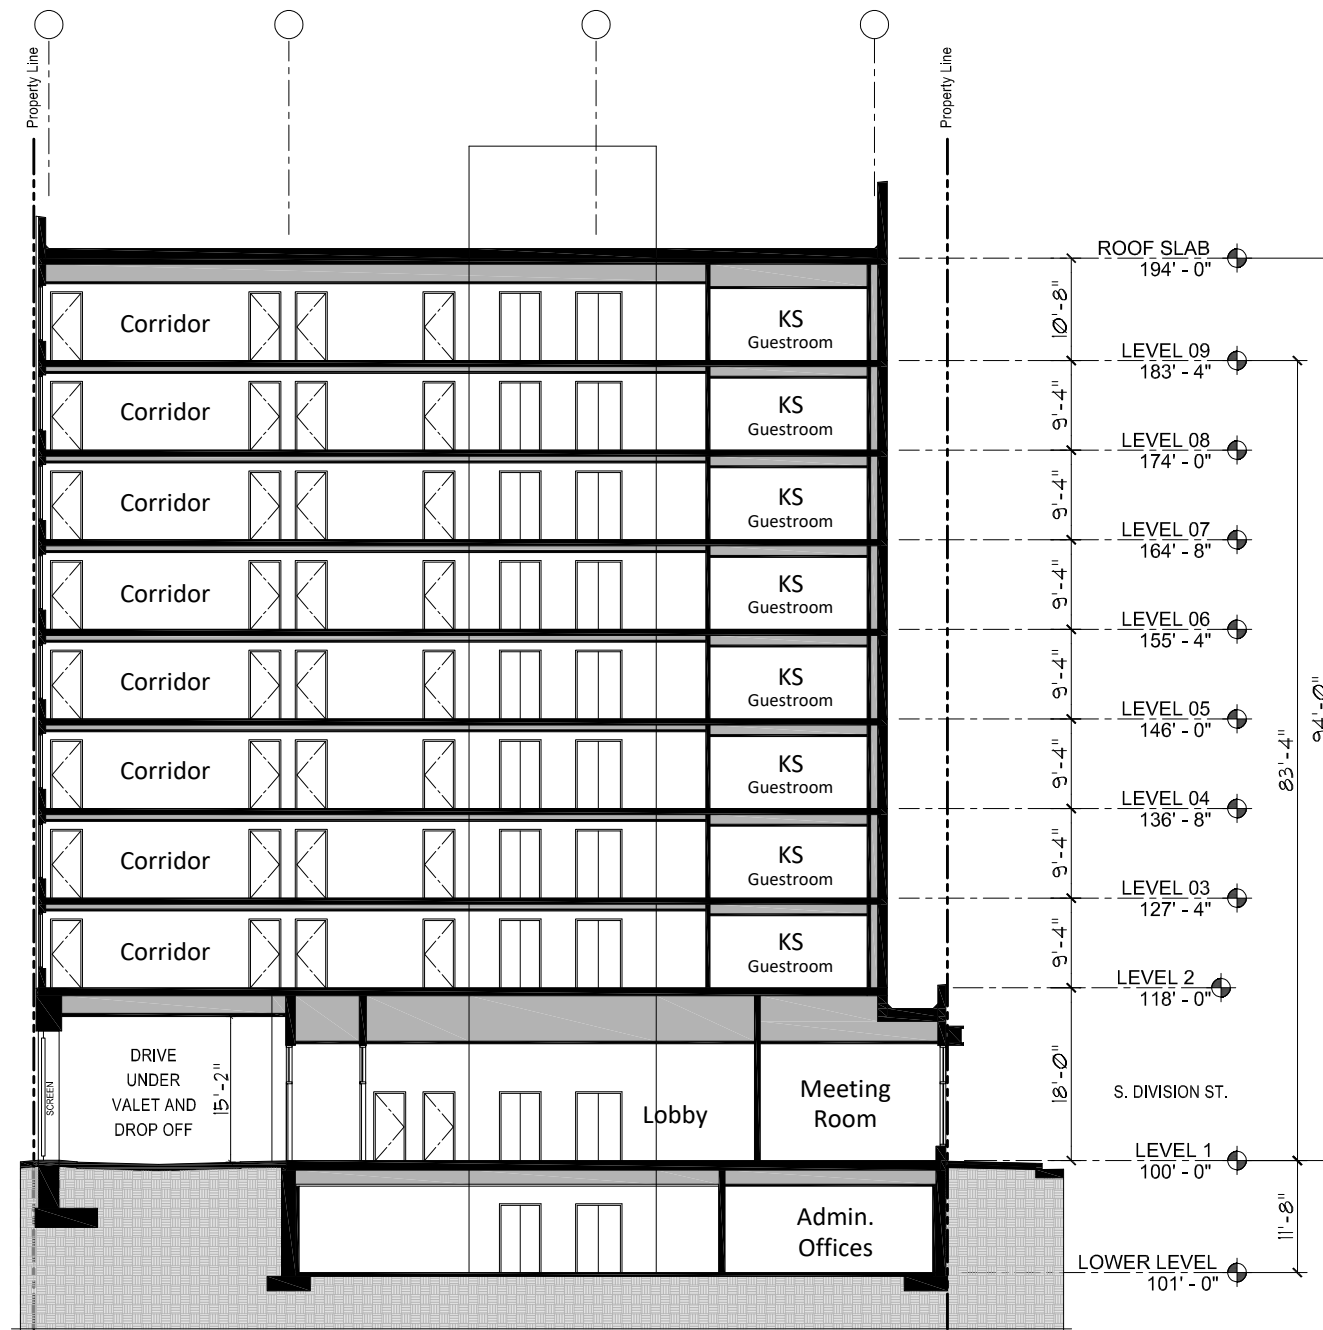 Property Line
Property Line
ROOF SLAB
194' - 0"
10'-8"
Corridor
KS
Guestroom
LEVEL 09
183' - 4"
9'-4"
Corridor
KS
Guestroom
LEVEL 08
174' - 0"
9'-4"
Corridor
KS
Guestroom
LEVEL 07
164' - 8"
9'-4"
Corridor
KS
Guestroom
LEVEL 06
155' - 4"
9'-4"
Corridor
KS
Guestroom
LEVEL 05
146' - 0"
94'-0"
83'-4"
9'-4"
Corridor
KS
Guestroom
LEVEL 04
136' - 8"
9'-4"
Corridor
KS
Guestroom
LEVEL 03
127' - 4"
9'-4"
Corridor
KS
Guestroom
LEVEL 2
118' - 0"
SCREEN
DRIVE
UNDER
VALET AND
DROP OFF
15'-2"
Lobby
Meeting
Room
18'-0"
S. DIVISION ST.
LEVEL 1
100' - 0"
Admin.
Offices
11'-8"
LOWER LEVEL
101' - 0"